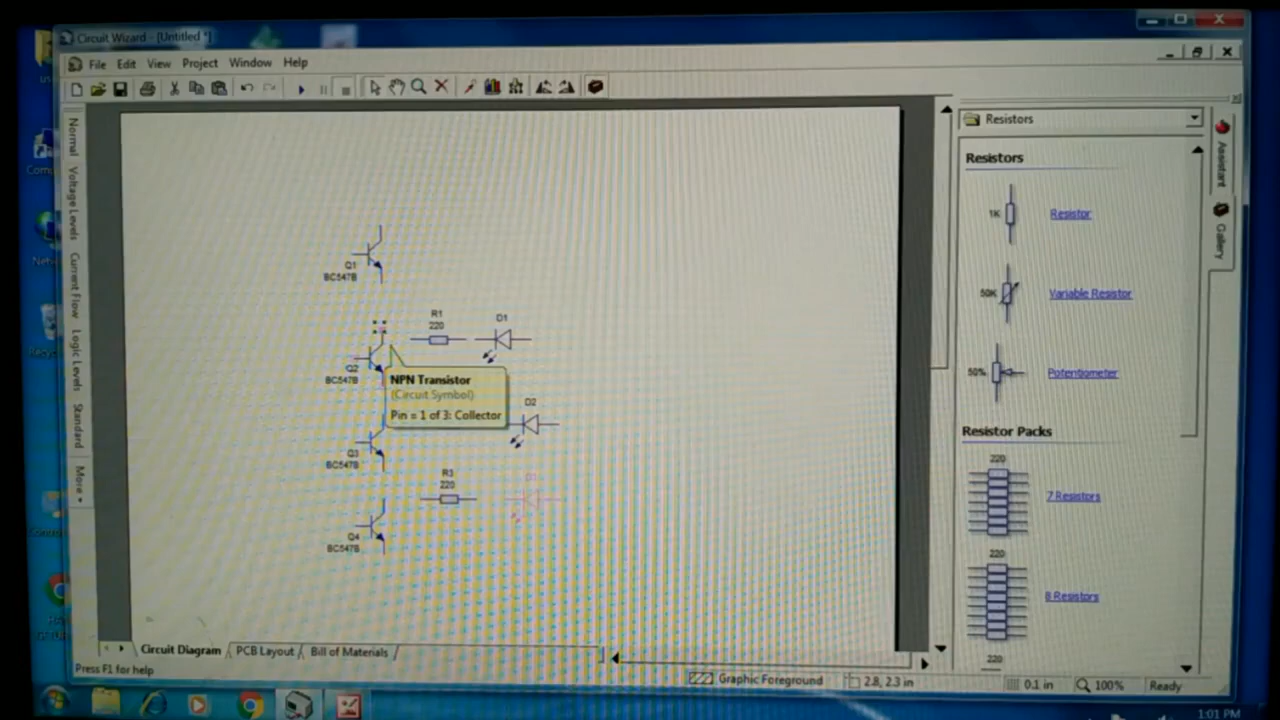 Circuit Wizard - [Untitled *]
File Edit View Project Window Help
Normal
Voltage Levels
Current Flow
Logic Levels
Standard
More
Q1
BC547B
R1
220
D1
Q2
BC547B
NPN Transistor
(Circuit Symbol)
Pin = 1 of 3: Collector
D2
Q3
BC547B
R3
220
Q4
BC547B
Resistors
Resistors
1K
Resistor
50K
Variable Resistor
50%
Potentiometer
Resistor Packs
220
7 Resistors
220
8 Resistors
220
Assistant
Gallery
Circuit Diagram PCB Layout Bill of Materials
Press F1 for help
Graphic Foreground
2.8, 2.3 in
0.1 in
100%
Ready
1:01 PM